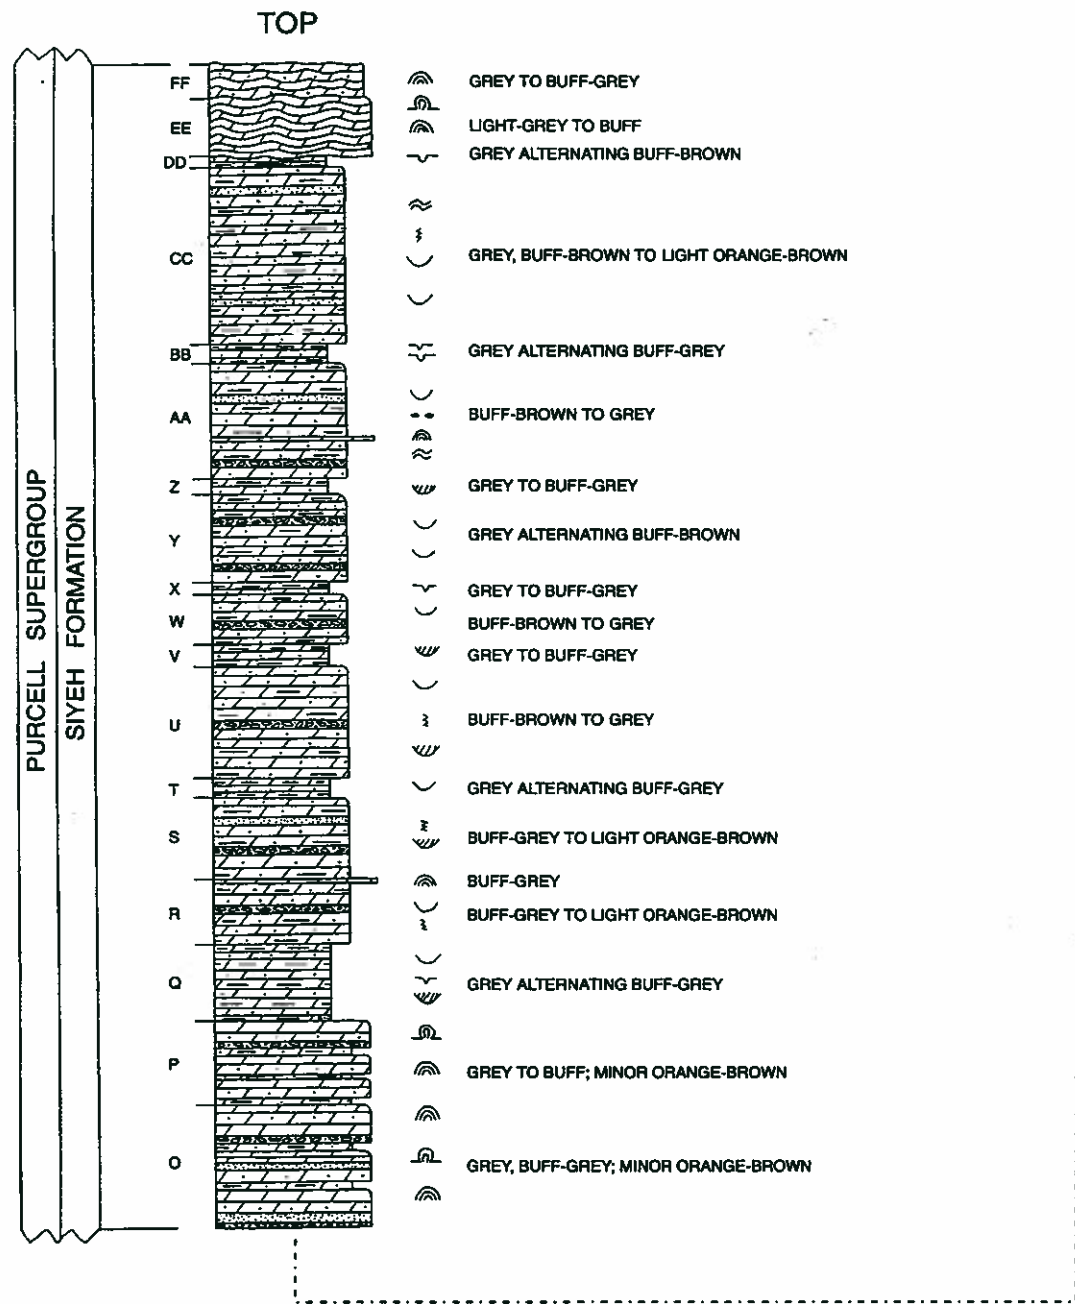 TOP
FF GREY TO BUFF-GREY
EE LIGHT-GREY TO BUFF
DD GREY ALTERNATING BUFF-BROWN
CC GREY, BUFF-BROWN TO LIGHT ORANGE-BROWN
BB GREY ALTERNATING BUFF-GREY
AA BUFF-BROWN TO GREY
Z GREY TO BUFF-GREY
Y GREY ALTERNATING BUFF-BROWN
X GREY TO BUFF-GREY
W BUFF-BROWN TO GREY
V GREY TO BUFF-GREY
U BUFF-BROWN TO GREY
T GREY ALTERNATING BUFF-GREY
S BUFF-GREY TO LIGHT ORANGE-BROWN
BUFF-GREY
R BUFF-GREY TO LIGHT ORANGE-BROWN
Q GREY ALTERNATING BUFF-GREY
P GREY TO BUFF; MINOR ORANGE-BROWN
O GREY, BUFF-GREY; MINOR ORANGE-BROWN
PURCELL SUPERGROUP
SIYEH FORMATION